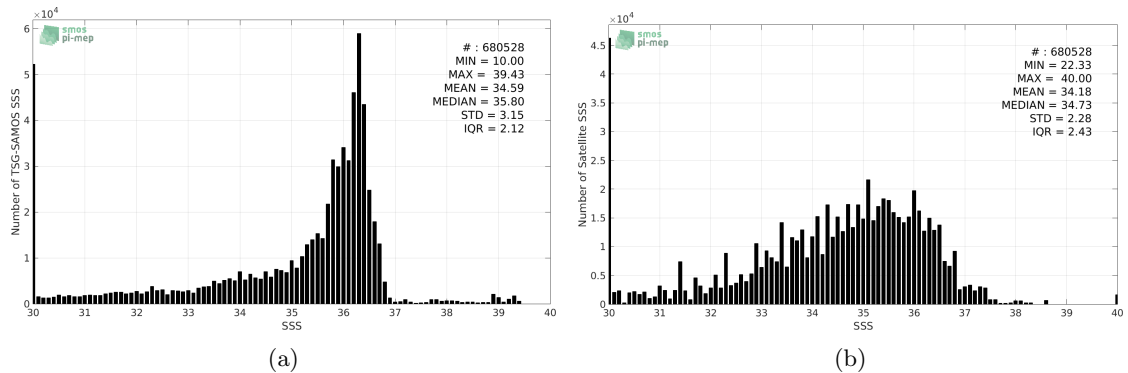 ×10⁴
smos
pi-mep
# : 680528
MIN = 10.00
MAX = 39.43
MEAN = 34.59
MEDIAN = 35.80
STD = 3.15
IQR = 2.12
Number of TSG-SAMOS SSS
6
5
4
3
2
1
0
30 31 32 33 34 35 36 37 38 39 40
SSS
(a)
×10⁴
smos
pi-mep
# : 680528
MIN = 22.33
MAX = 40.00
MEAN = 34.18
MEDIAN = 34.73
STD = 2.28
IQR = 2.43
Number of Satellite SSS
4.5
4
3.5
3
2.5
2
1.5
1
0.5
0
30 31 32 33 34 35 36 37 38 39 40
SSS
(b)